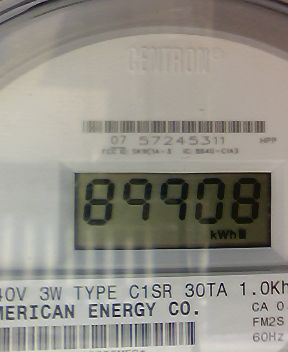 CENTRON®
07 57245311 HPP
89908
kWh
40V 3W TYPE C1SR 30TA 1.0Kh
MERICAN ENERGY CO.
CA 0
FM2S
60Hz